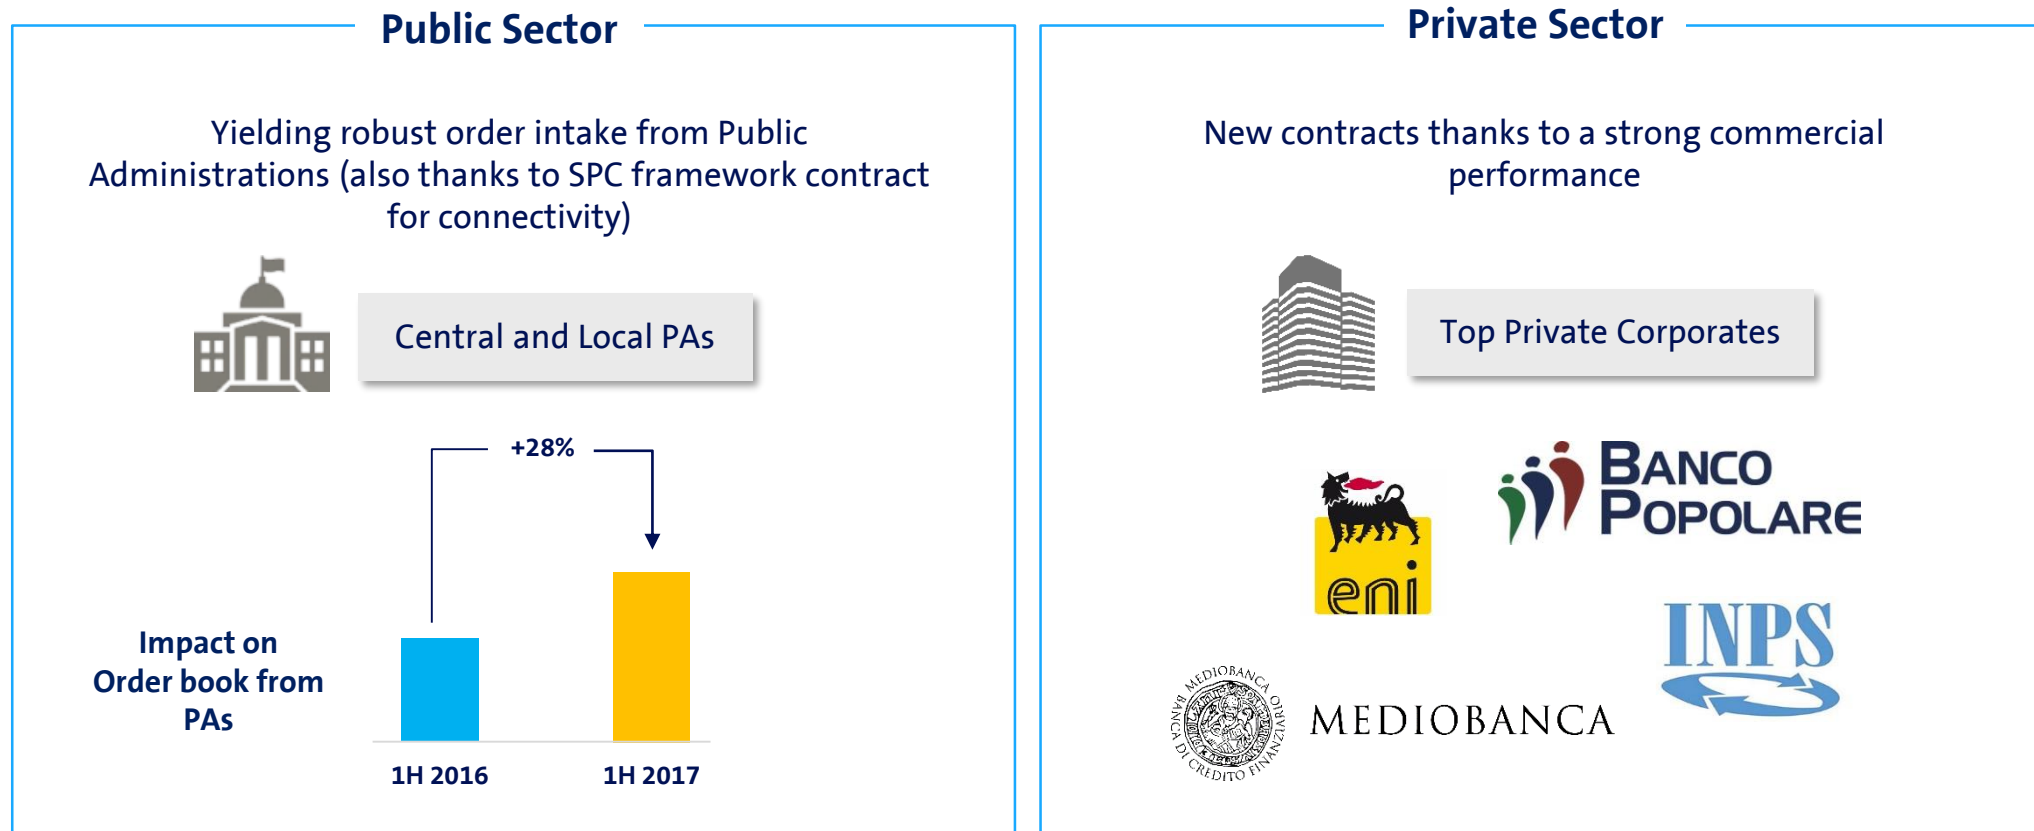 Public Sector
Yielding robust order intake from Public
Administrations (also thanks to SPC framework contract
for connectivity)
Central and Local PAs
+28%
Impact on
Order book from
PAs
1H 2016
1H 2017
Private Sector
New contracts thanks to a strong commercial
performance
Top Private Corporates
eni
BANCO
POPOLARE
INPS
MEDIOBANCA BANCA DI CREDITO FINANZIARIO
MEDIOBANCA